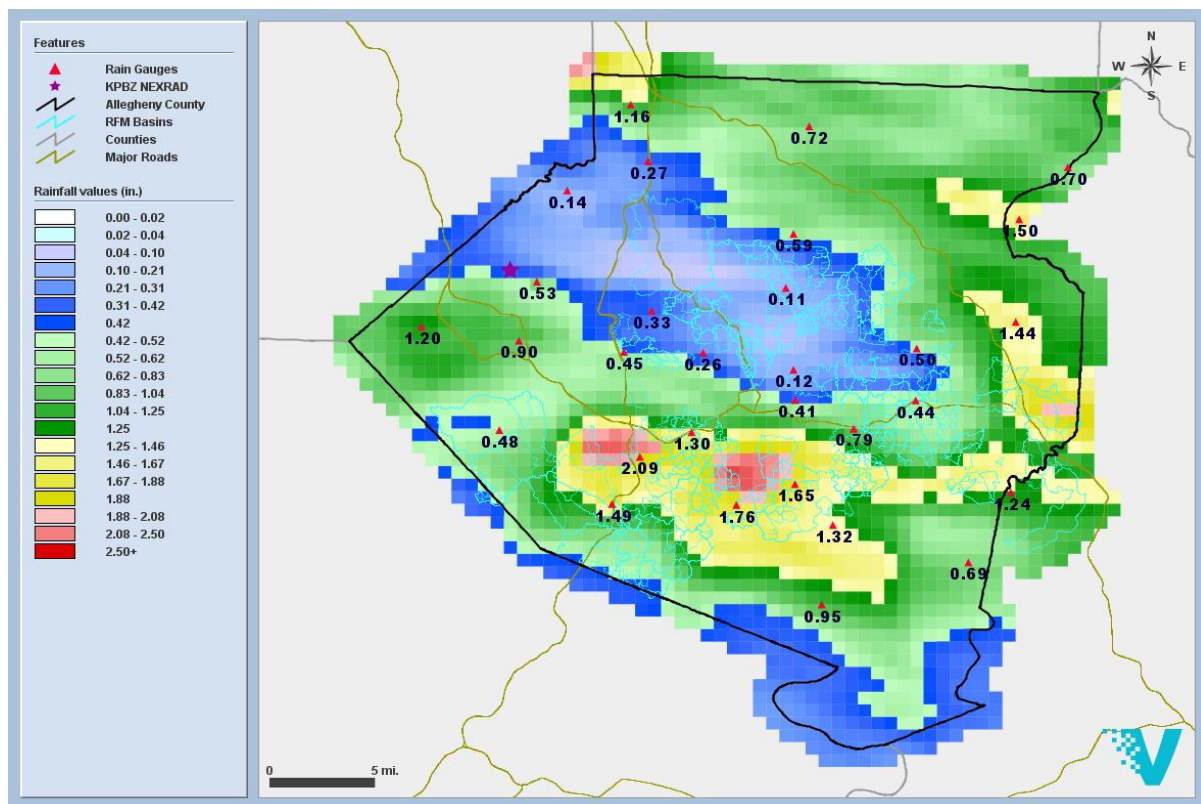 Features
Rain Gauges
KPBZ NEXRAD
Allegheny County
RFM Basins
Counties
Major Roads
Rainfall values (in.)
0.00 - 0.02
0.02 - 0.04
0.04 - 0.10
0.10 - 0.21
0.21 - 0.31
0.31 - 0.42
0.42
0.42 - 0.52
0.52 - 0.62
0.62 - 0.83
0.83 - 1.04
1.04 - 1.25
1.25
1.25 - 1.46
1.46 - 1.67
1.67 - 1.88
1.88
1.88 - 2.08
2.08 - 2.50
2.50+
N
W E
S
1.16
0.72
0.27
0.70
0.14
1.50
0.59
0.53
0.11
0.33
1.44
1.20
0.90
0.45
0.26
0.50
0.12
0.41
0.44
0.48
1.30
0.79
2.09
1.65
1.24
1.49
1.76
1.32
0.69
0.95
0 5 mi.
V